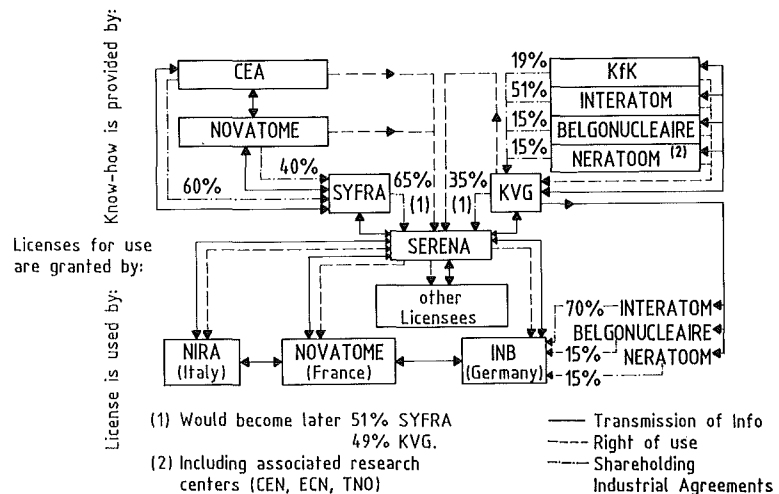 Know-how is provided by:
CEA
NOVATOME
40%
60%
SYFRA
65%
(1)
35%
(1)
19%
51%
15%
15%
KfK
INTERATOM
BELGONUCLEAIRE
NERATOOM (2)
KVG
Licenses for use
are granted by:
SERENA
other
Licensees
License is used by:
NIRA
(Italy)
NOVATOME
(France)
INB
(Germany)
70% INTERATOM
BELGONUCLEAIRE
15%
NERATOOM
15%
(1) Would become later 51% SYFRA
49% KVG.
(2) Including associated research
centers (CEN, ECN, TNO)
Transmission of Info
Right of use
Shareholding
Industrial Agreements